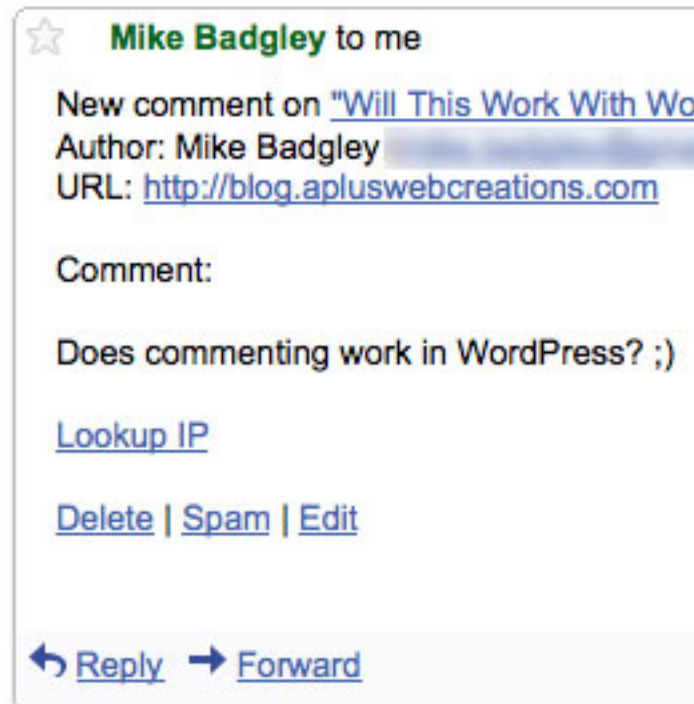 Mike Badgley to me
New comment on "Will This Work With Wo
Author: Mike Badgley
URL: http://blog.apluswebcreations.com
Comment:
Does commenting work in WordPress? ;)
Lookup IP
Delete | Spam | Edit
Reply Forward